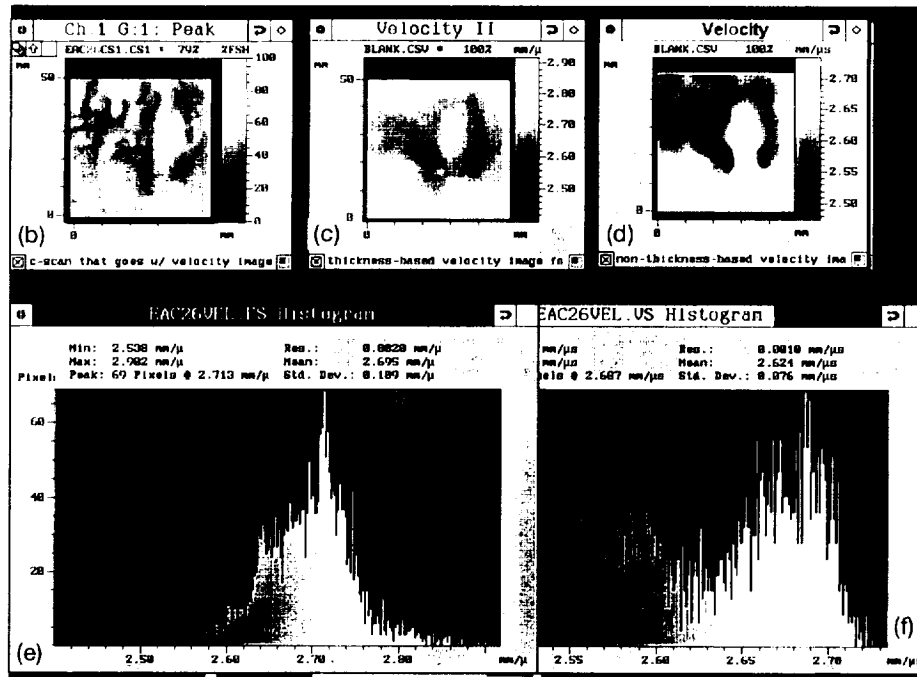 Ch 1 G:1: Peak
EAC26CS1.CS1 * 79% %FSH
mm
50
0
0
mm
100
80
60
40
20
0
(b)
c-scan that goes w/ velocity image
Velocity II
BLANK.CSV * 100% mm/μ
50
0
0
mm
2.90
2.80
2.70
2.60
2.50
(c)
thickness-based velocity image fo
Velocity
BLANK.CSV 100% mm/μs
mm
50
0
0
mm
2.70
2.65
2.60
2.55
2.50
(d)
non-thickness-based velocity ima
EAC26VEL.FS Histogram
Min: 2.538 mm/μ Res.: 0.0020 mm/μ
Max: 2.902 mm/μ Mean: 2.695 mm/μ
Peak: 69 Pixels @ 2.713 mm/μ Std. Dev.: 0.109 mm/μ
Pixel:
60
40
20
2.50 2.60 2.70 2.80 mm/μ
(e)
EAC26VEL.VS Histogram
mm/μs Res.: 0.0010 mm/μs
mm/μs Mean: 2.624 mm/μs
els @ 2.687 mm/μs Std. Dev.: 0.076 mm/μs
2.55 2.60 2.65 2.70 mm/μs
(f)